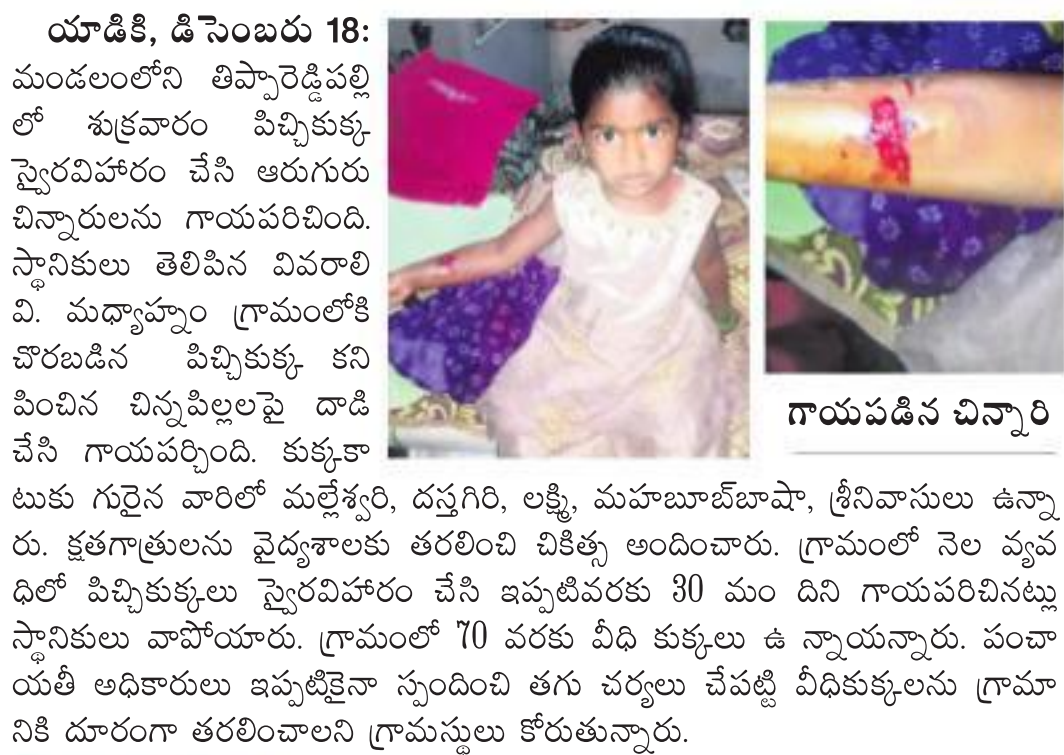 యాడికి, డిసెంబరు 18:
మండలంలోని తిప్పారెడ్డిపల్లి
లో శుక్రవారం పిచ్చికుక్క
స్వైరవిహారం చేసి ఆరుగురు
చిన్నారులను గాయపరిచింది.
స్థానికులు తెలిపిన వివరాలి
వి. మధ్యాహ్నం గ్రామంలోకి
చొరబడిన పిచ్చికుక్క కని
పించిన చిన్నపిల్లలపై దాడి
చేసి గాయపర్చింది. కుక్కకా
టుకు గురైన వారిలో మల్లేశ్వరి, దస్తగిరి, లక్ష్మి, మహబూబ్‌బాషా, శ్రీనివాసులు ఉన్నా
రు. క్షతగాత్రులను వైద్యశాలకు తరలించి చికిత్స అందించారు. గ్రామంలో నెల వ్యవ
ధిలో పిచ్చికుక్కలు స్వైరవిహారం చేసి ఇప్పటివరకు 30 మం దిని గాయపరిచినట్లు
స్థానికులు వాపోయారు. గ్రామంలో 70 వరకు వీధి కుక్కలు ఉ న్నాయన్నారు. పంచా
యతీ అధికారులు ఇప్పటికైనా స్పందించి తగు చర్యలు చేపట్టి వీధికుక్కలను గ్రామా
నికి దూరంగా తరలించాలని గ్రామస్థులు కోరుతున్నారు.
గాయపడిన చిన్నారి